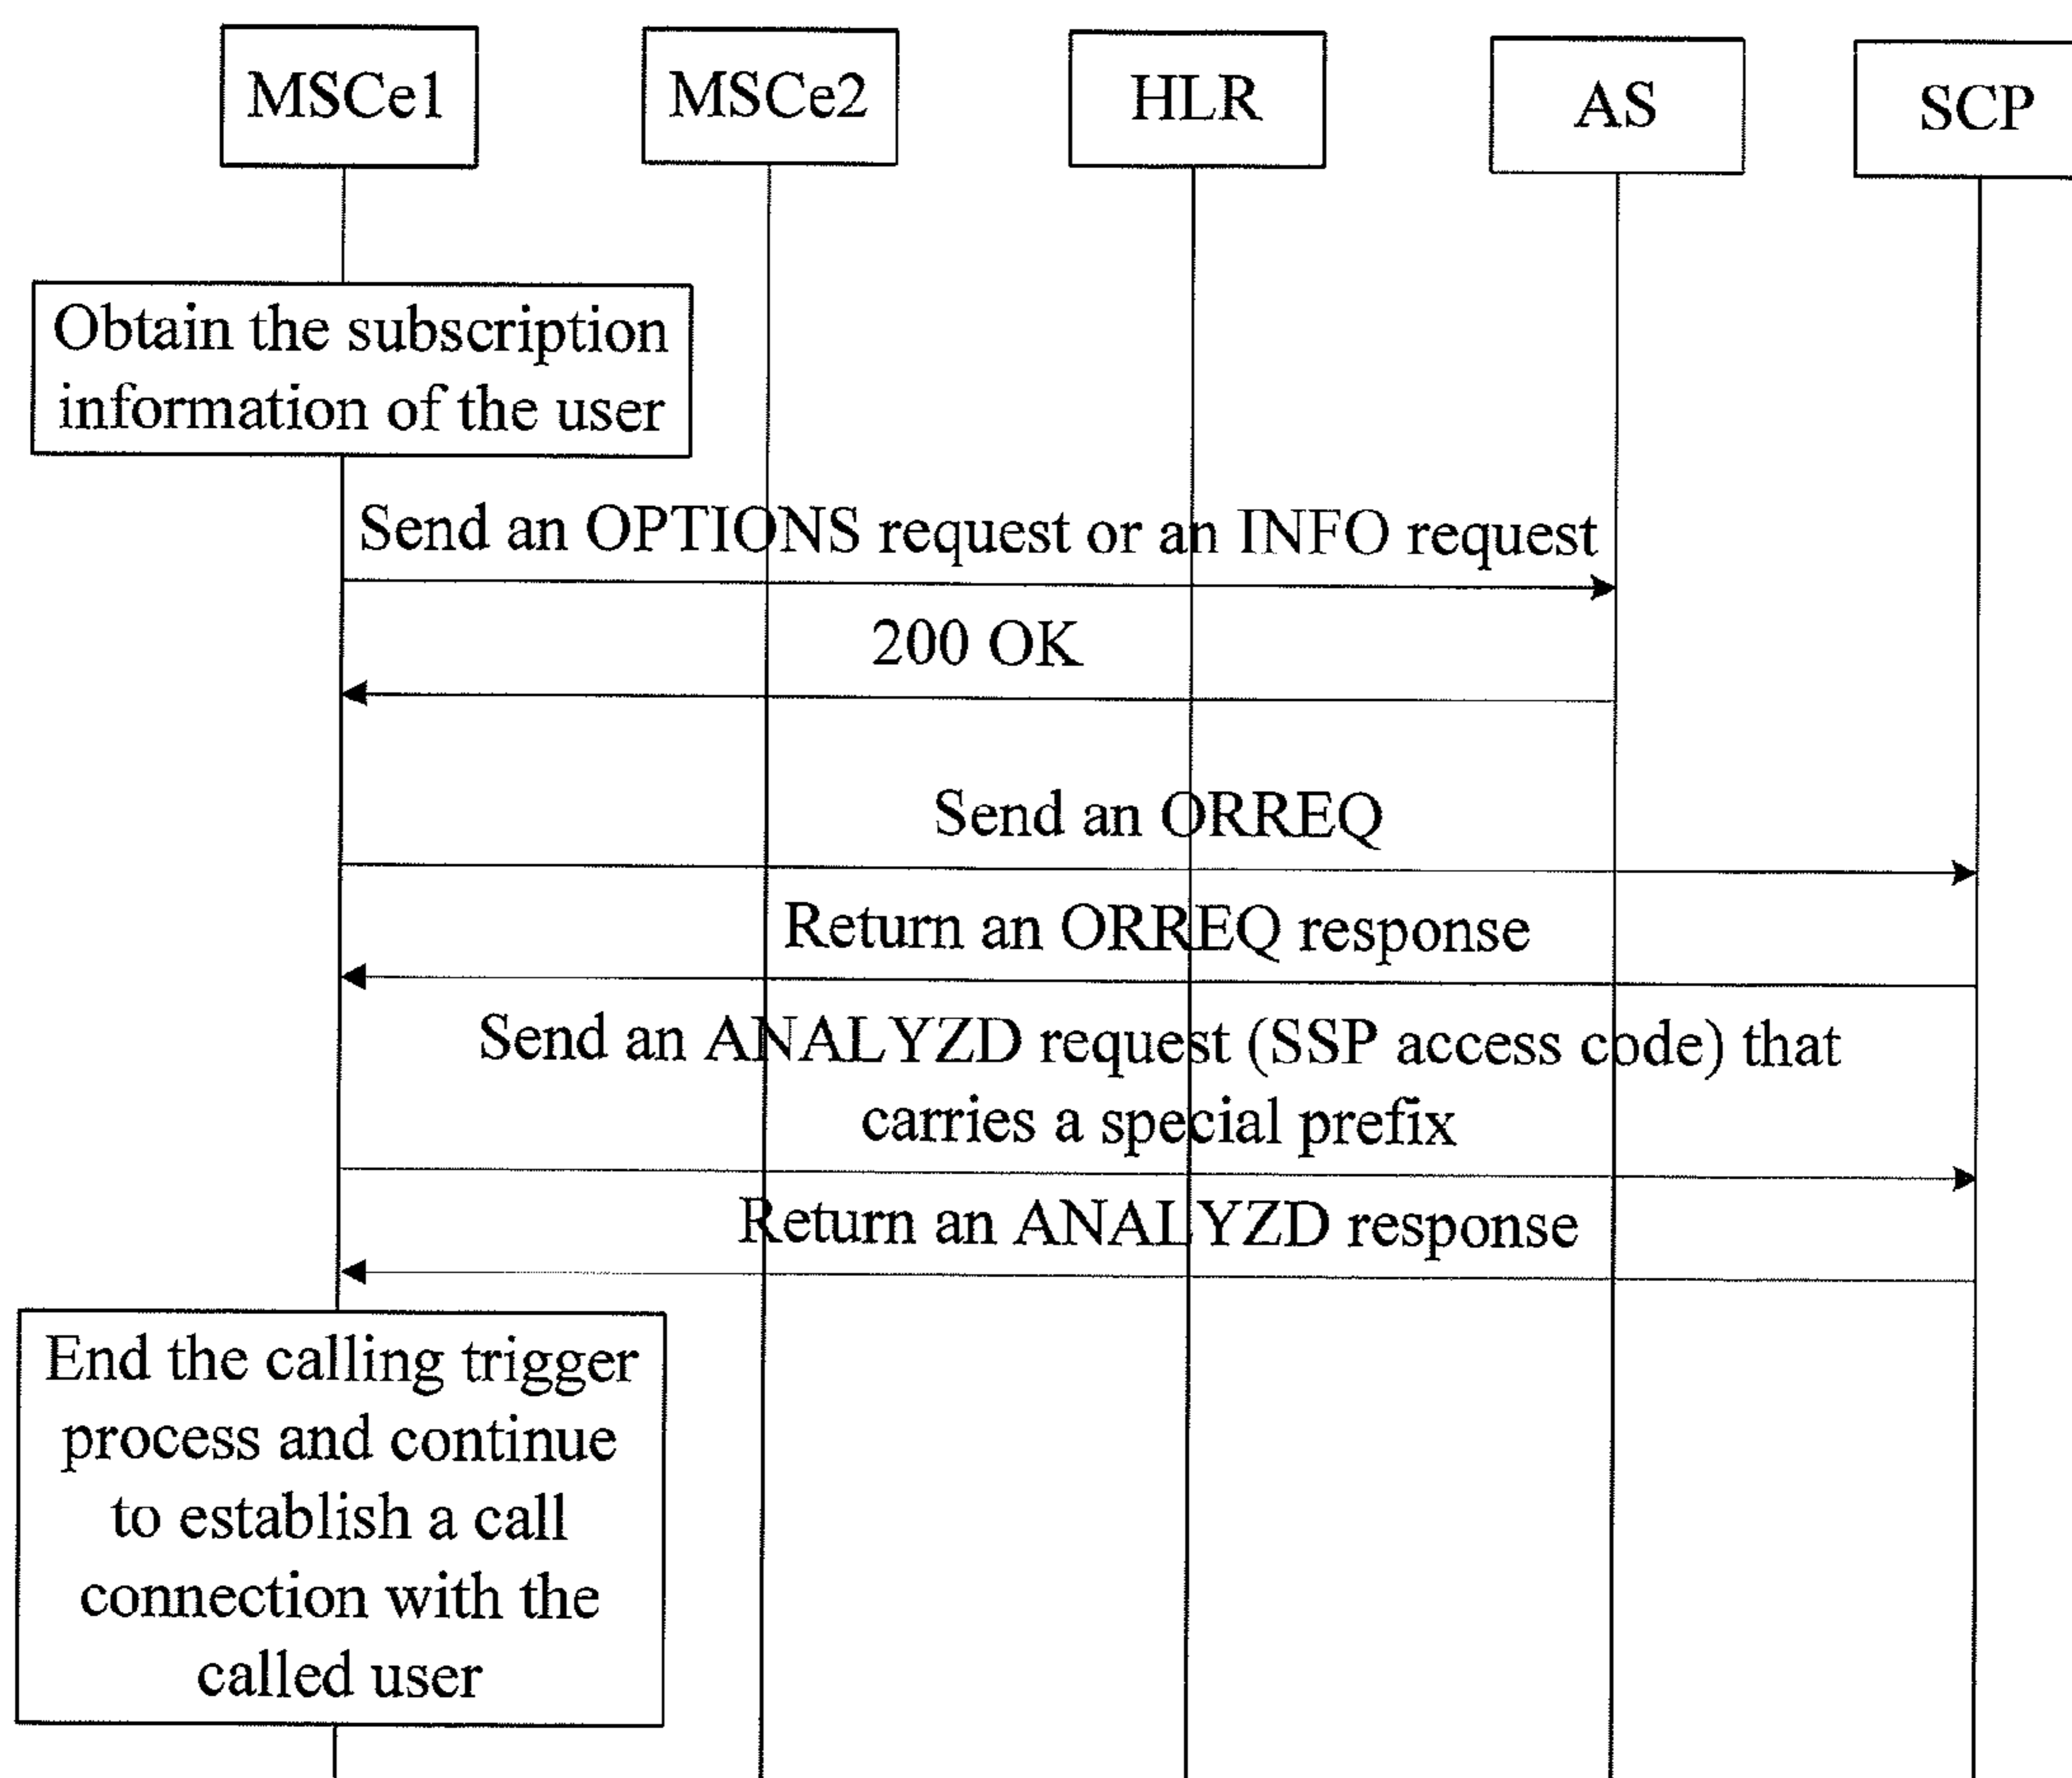 MSCe1
MSCe2
HLR
AS
SCP
Obtain the subscription
information of the user
Send an OPTIONS request or an INFO request
200 OK
Send an ORREQ
Return an ORREQ response
Send an ANALYZD request (SSP access code) that
carries a special prefix
Return an ANALYZD response
End the calling trigger
process and continue
to establish a call
connection with the
called user